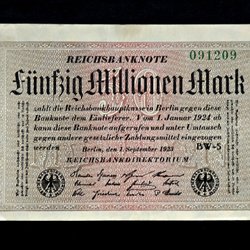 REICHSBANKNOTE
091209
Fünfzig Millionen Mark
zahlt die Reichsbankhauptkasse in Berlin gegen diese
Banknote dem Einlieferer. Vom 1. Januar 1924 ab
kann diese Banknote aufgerufen und unter Umtausch
gegen andere gesetzliche Zahlungsmittel eingezogen
werden
Berlin, den 1. September 1923
BW-5
REICHSBANKDIREKTORIUM